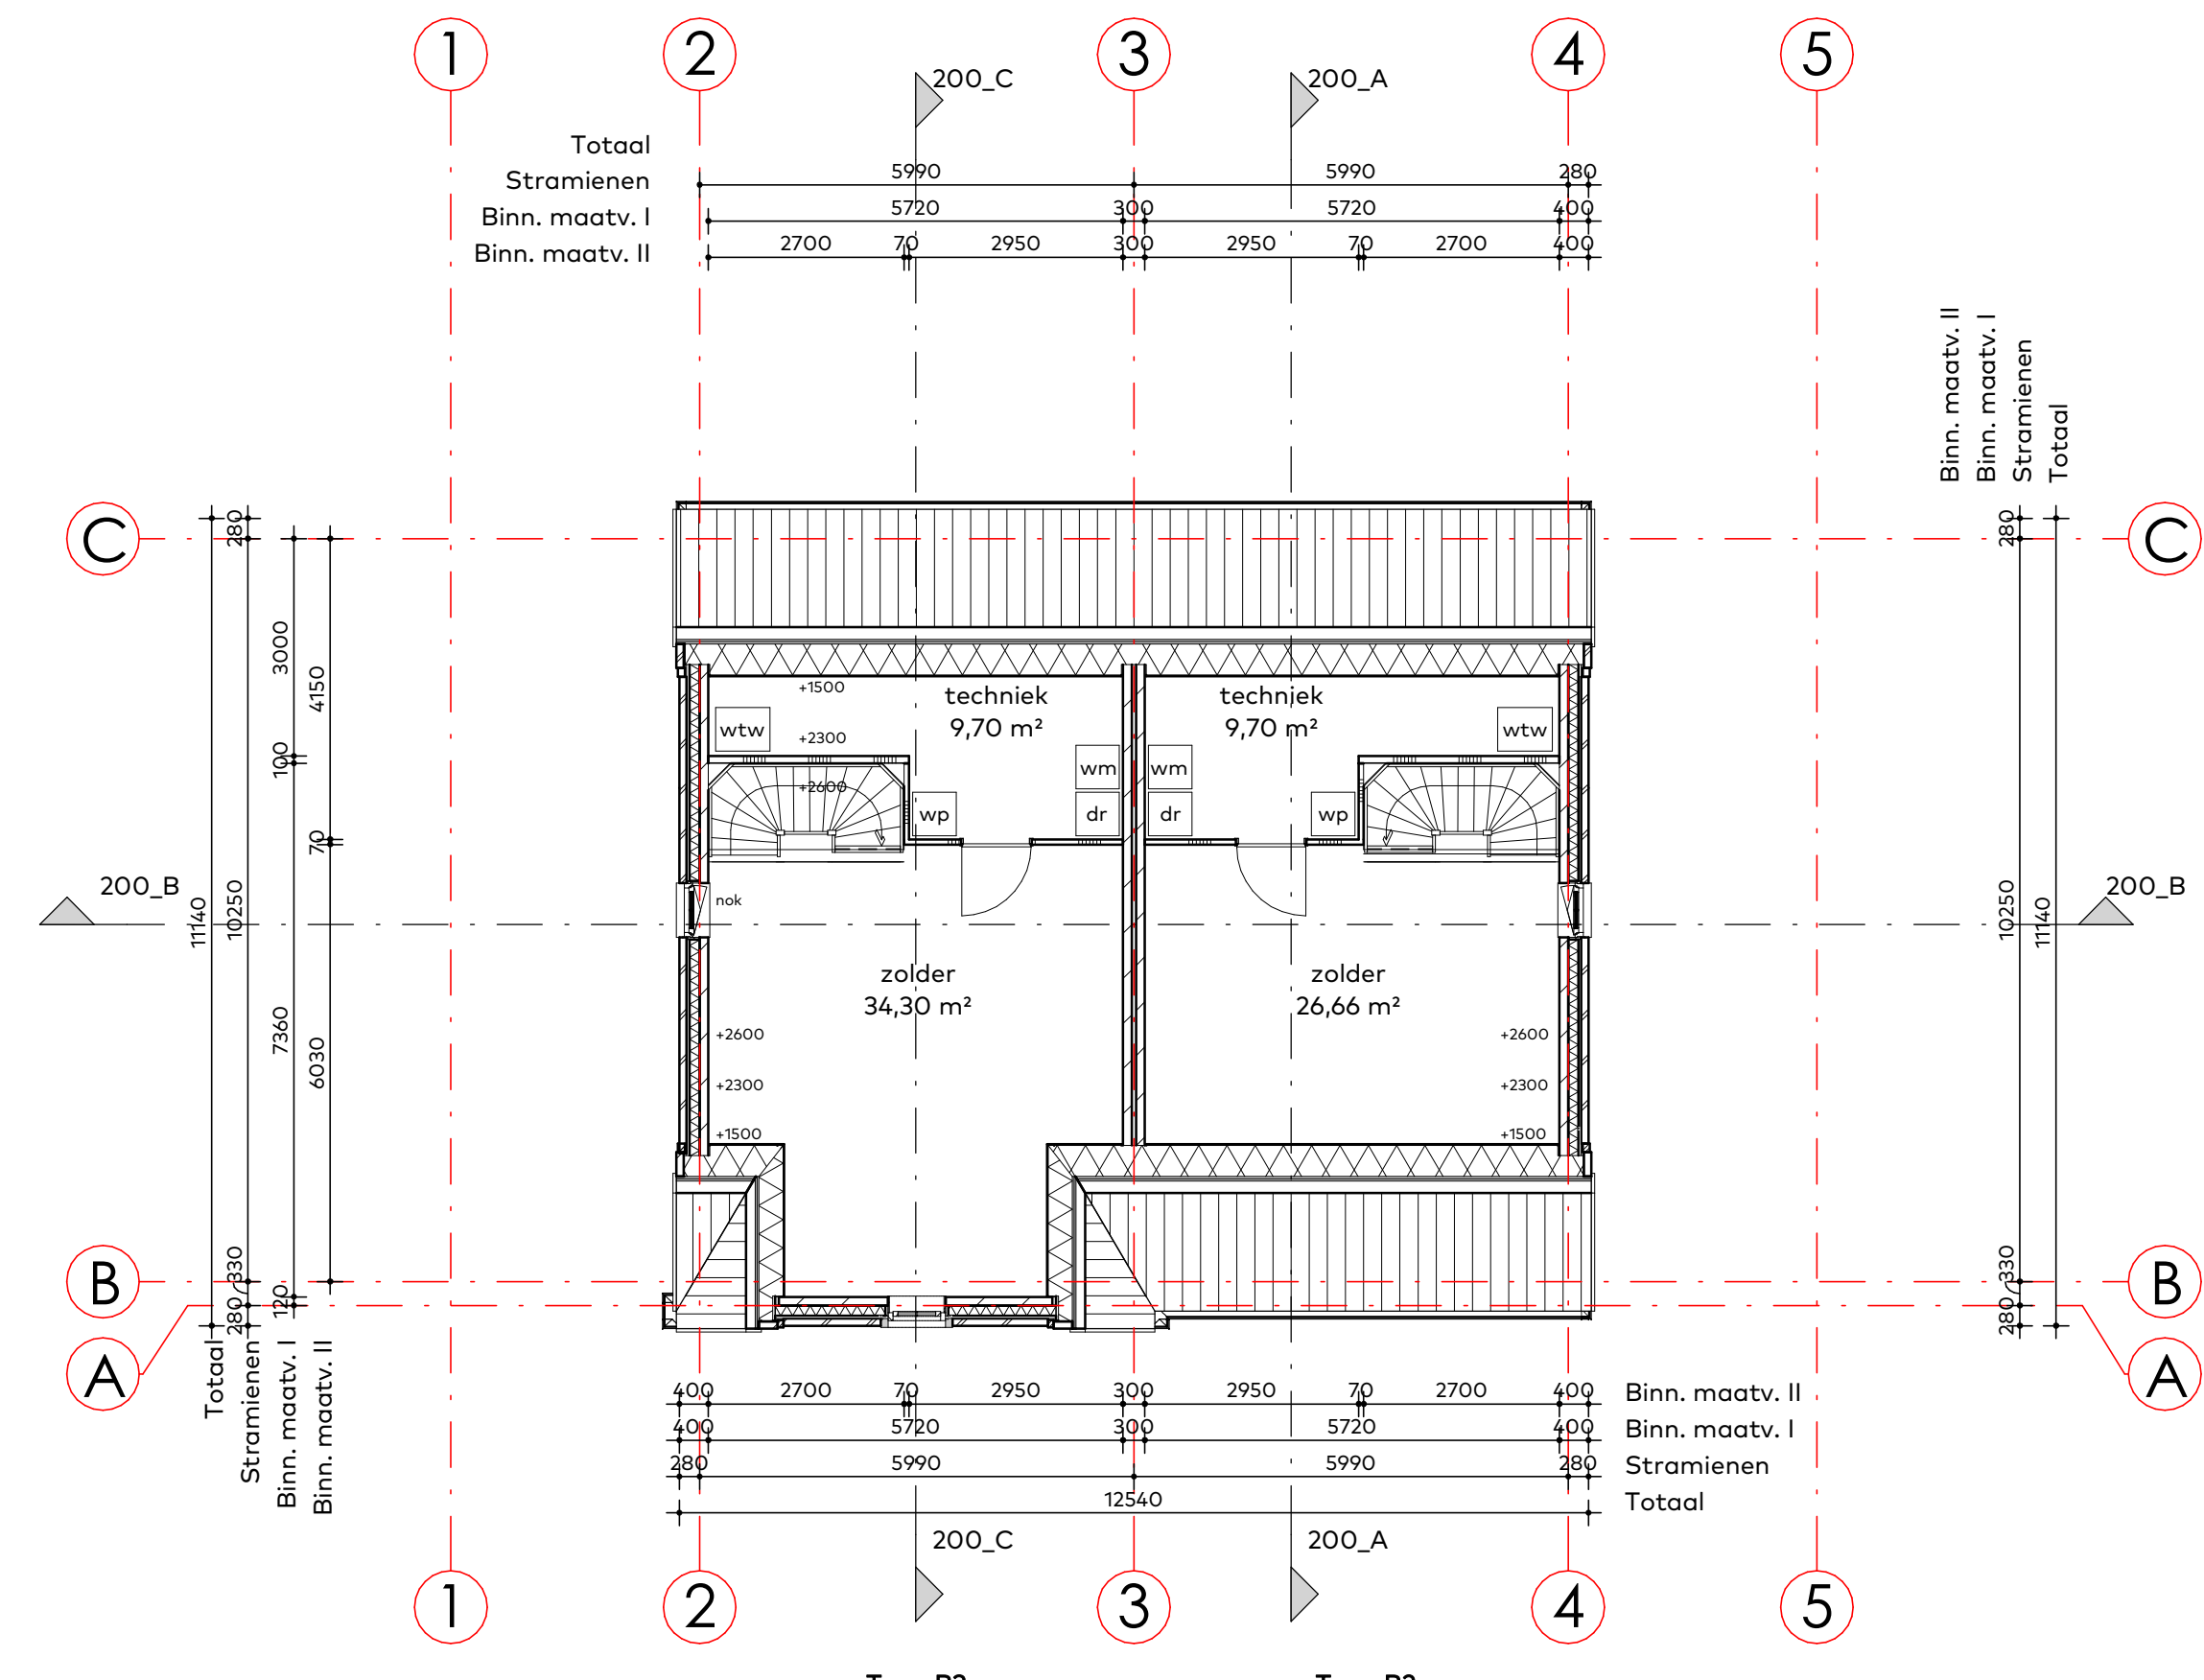 1 2 3 4 5
200_C 200_A
Totaal
Stramienen 5990 5990 280
Binn. maatv. I 5720 300 5720 400
Binn. maatv. II 2700 70 2950 300 2950 70 2700 400
Binn. maatv. II
Binn. maatv. I
Stramienen
Totaal
C C
280 280
3000
4150
100
70
200_B 200_B
11140
10250
10250
11140
7360
6030
330 330
280 280
120
B B
A A
techniek techniek
9,70 m² 9,70 m²
+1500
wtw +2300 wtw
wm wm
+2600
wp dr dr wp
nok
zolder zolder
34,30 m² 26,66 m²
+2600 +2600
+2300 +2300
+1500 +1500
Totaal
Stramienen
Binn. maatv. I
Binn. maatv. II
400 2700 70 2950 300 2950 70 2700 400 Binn. maatv. II
400 5720 300 5720 400 Binn. maatv. I
280 5990 5990 280 Stramienen
12540 Totaal
200_C 200_A
1 2 3 4 5